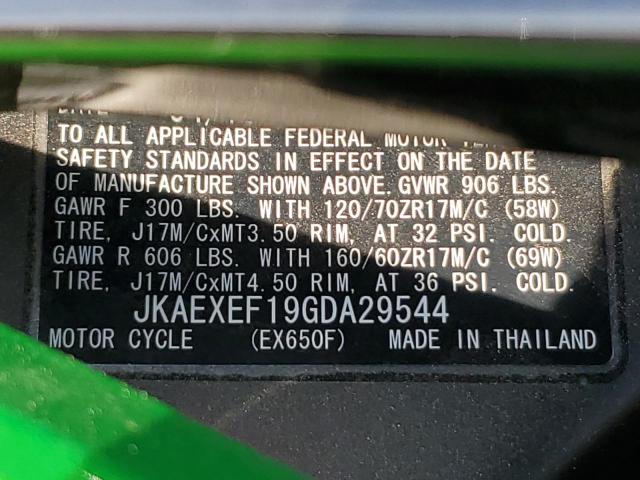 TO ALL APPLICABLE FEDERAL MOTOR
SAFETY STANDARDS IN EFFECT ON THE DATE
OF MANUFACTURE SHOWN ABOVE. GVWR 906 LBS.
GAWR F 300 LBS. WITH 120/70ZR17M/C (58W)
TIRE, J17M/CxMT3.50 RIM, AT 32 PSI. COLD.
GAWR R 606 LBS. WITH 160/60ZR17M/C (69W)
TIRE, J17M/CxMT4.50 RIM, AT 36 PSI. COLD.
JKAEXEF19GDA29544
MOTOR CYCLE (EX650F) MADE IN THAILAND